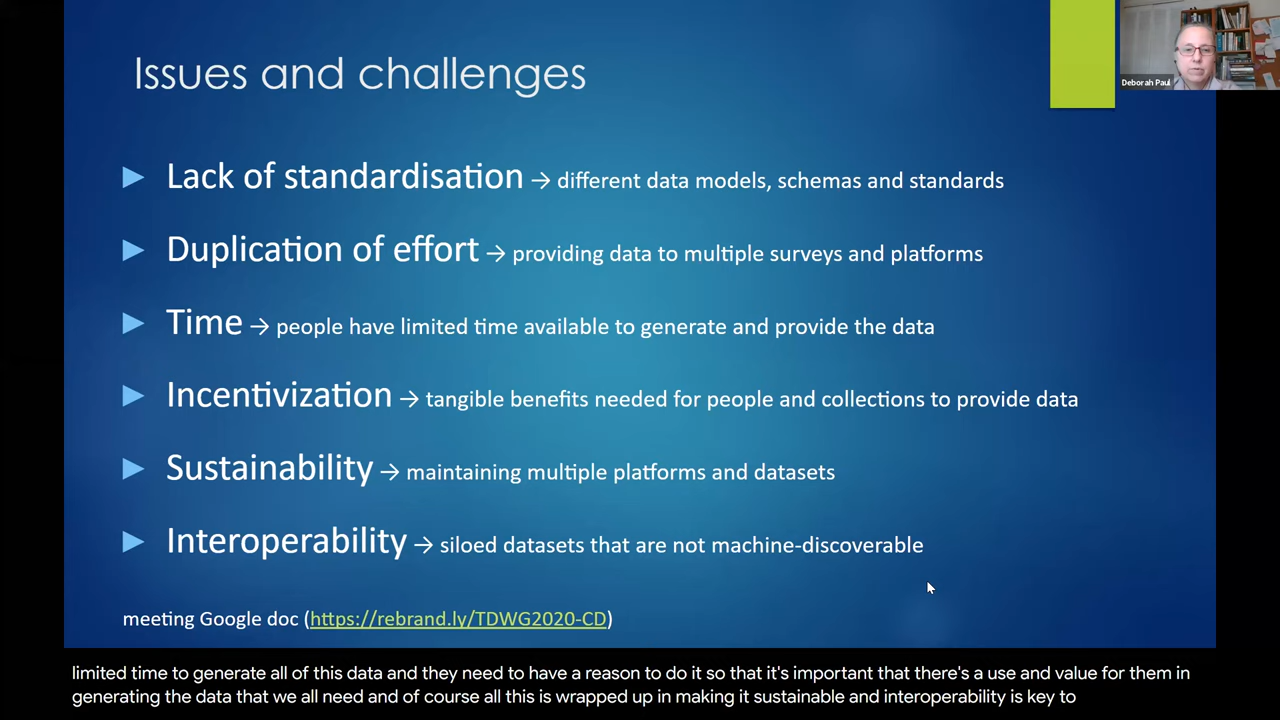 Issues and challenges
Deborah Paul
► Lack of standardisation → different data models, schemas and standards
► Duplication of effort → providing data to multiple surveys and platforms
► Time → people have limited time available to generate and provide the data
► Incentivization → tangible benefits needed for people and collections to provide data
► Sustainability → maintaining multiple platforms and datasets
► Interoperability → siloed datasets that are not machine-discoverable
meeting Google doc (https://rebrand.ly/TDWG2020-CD)
limited time to generate all of this data and they need to have a reason to do it so that it's important that there's a use and value for them in
generating the data that we all need and of course all this is wrapped up in making it sustainable and interoperability is key to